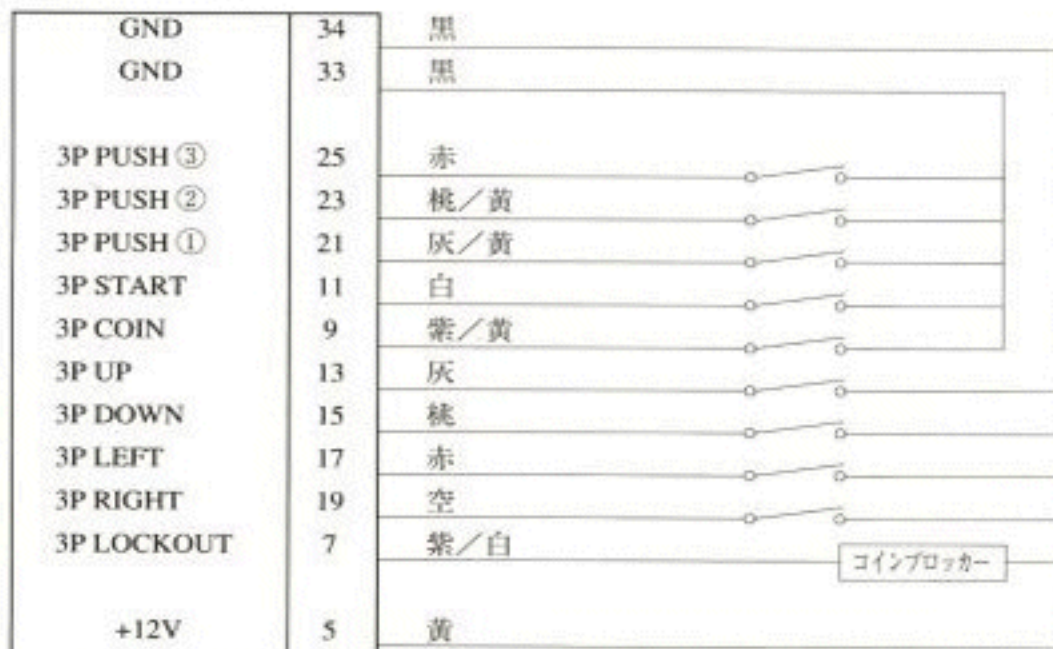 GND 34 黒
GND 33 黒
3P PUSH ③ 25 赤
3P PUSH ② 23 桃／黄
3P PUSH ① 21 灰／黄
3P START 11 白
3P COIN 9 紫／黄
3P UP 13 灰
3P DOWN 15 桃
3P LEFT 17 赤
3P RIGHT 19 空
3P LOCKOUT 7 紫／白
コインブロッカー
+12V 5 黄